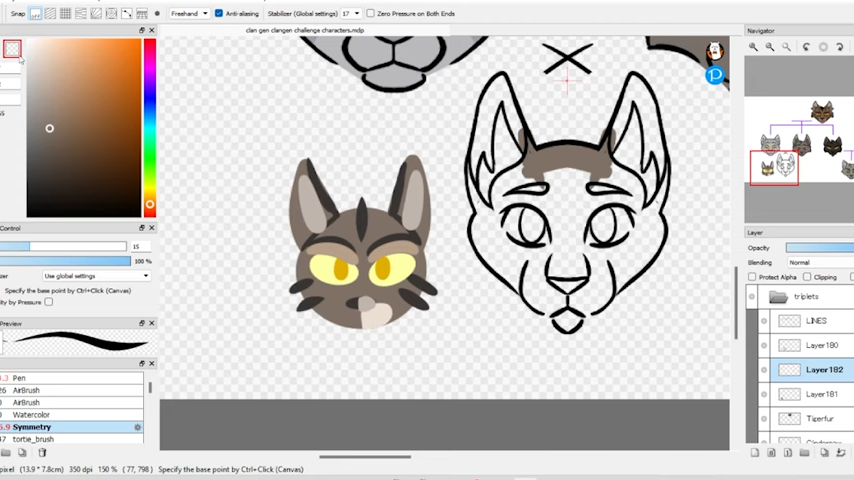 Snap
Freehand
Anti-aliasing
Stabilizer (Global settings)
17
Zero Pressure on Both Ends
clan gen clangen challenge characters.mdp
Navigator
Control
15
100 %
Use global settings
Specify the base point by Ctrl+Click (Canvas)
by Pressure
Preview
Pen
26 AirBrush
AirBrush
Watercolor
Symmetry
47 tortie_brush
Layer
Opacity
Blending Normal
Protect Alpha
Clipping
triplets
LINES
Layer180
Layer182
Layer181
Tigerfur
pixel (13.9 * 7.8cm) 350 dpi 150 % ( 77, 798 ) Specify the base point by Ctrl+Click (Canvas)